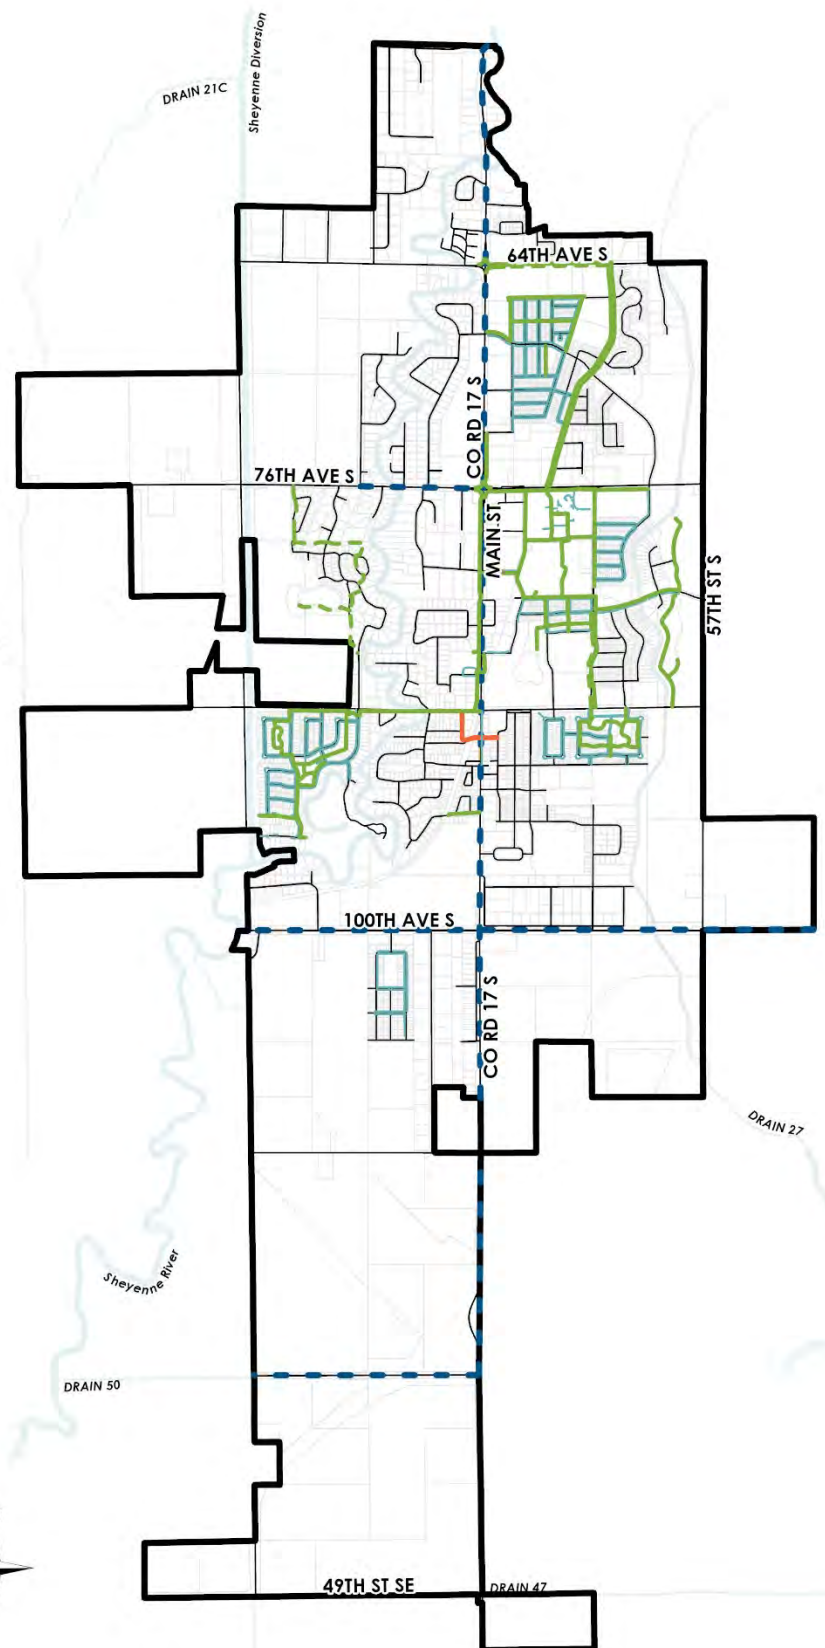 Sheyenne Diversion
DRAIN 21C
64TH AVE S
CO RD 17 S
76TH AVE S
MAIN ST
57TH ST S
100TH AVE S
CO RD 17 S
DRAIN 27
Sheyenne River
DRAIN 50
49TH ST SE
DRAIN 47